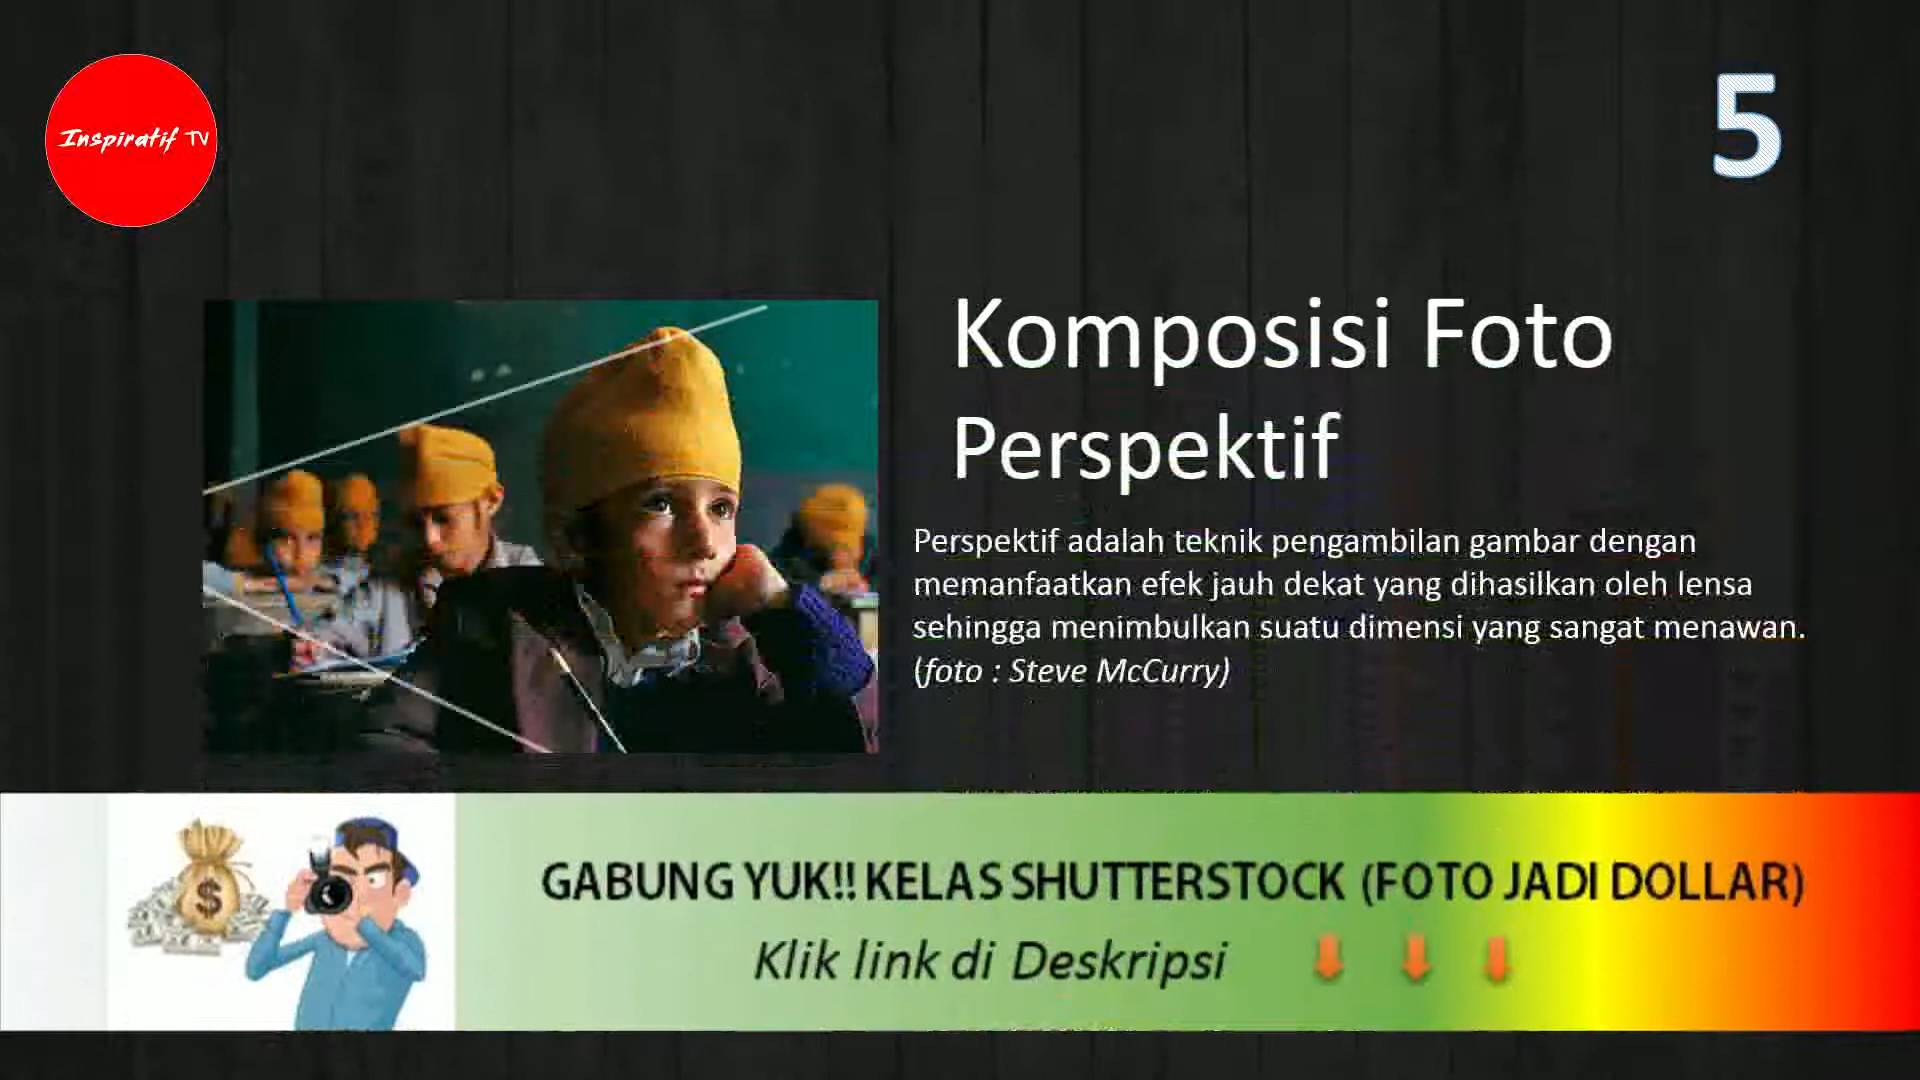 Inspiratif TV
5
Komposisi Foto
Perspektif
Perspektif adalah teknik pengambilan gambar dengan
memanfaatkan efek jauh dekat yang dihasilkan oleh lensa
sehingga menimbulkan suatu dimensi yang sangat menawan.
(foto : Steve McCurry)
$
GABUNG YUK!! KELAS SHUTTERSTOCK (FOTO JADI DOLLAR)
Klik link di Deskripsi